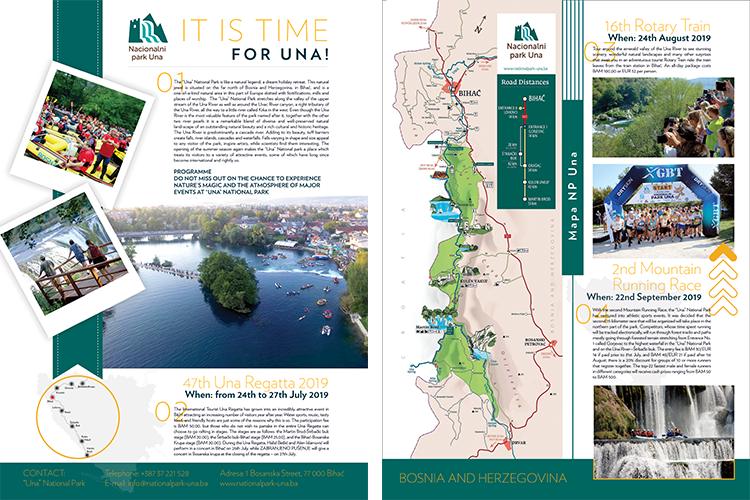 Nacionalni
park Una
IT IS TIME
FOR UNA!
01
The "Una" National Park is like a natural legend, a dream holiday retreat. This natural
jewel is situated on the far north of Bosnia and Herzegovina, in Bihać, and is
one-of-a-kind natural area in this part of Europe dotted with fortifications, mills and
places of worship. The "Una" National Park stretches along the valley of the upper
stream of the Una River as well as around the Unac River canyon, a right tributary of
the Una River, all the way to a little river called Krka in the west. Even though the Una
River is the most valuable feature of the park named after it, together with the other
two river pearls it is a remarkable blend of diverse and well-preserved natural
landscape of an outstanding natural beauty and a rich cultural and historic heritage.
The Una River is predominantly a cascade river. Adding to its beauty, tuff barriers
create falls, river islands, cascades and waterfalls. Falls varying in shape and size appeal
to any visitor of the park, inspire artists, while scientists find them interesting. The
opening of the summer season again makes the "Una" National park a place which
treats its visitors to a variety of attractive events, some of which have long since
become international and rightly so.
PROGRAMME
DO NOT MISS OUT ON THE CHANCE TO EXPERIENCE
NATURE'S MAGIC AND THE ATMOSPHERE OF MAJOR
EVENTS AT "UNA" NATIONAL PARK
47th Una Regatta 2019
When: from 24th to 27th July 2019
02
The International Tourist Una Regatta has grown into an incredibly attractive event in
B&H attracting an increasing number of visitors year after year. Water sports, music, tasty
food, and friendly hosts are just some of the reasons why this is so. The participation fee
is BAM 50.00, but those who do not wish to partake in the entire Una Regatta can
choose to go rafting in stages. The stages are as follows: the Martin Brod-Štrbački buk
stage (BAM 20.00), the Štrbački buk-Bihać stage (BAM 25.00), and the Bihać-Bosanska
Krupa stage (BAM 20.00). During the Una Regatta, Halid Bešlić and Alen Islamović will
perform in a concert in Bihać on 26th July, while ZABRANJENO PUŠENJE will give a
concert in Bosanska Krupa at the closing of the regatta – on 27th July.
CONTACT:
"Una" National Park
Telephone: +387 37 221 528
E-mail: info@nationalpark-una.ba
Adresa: 1 Bosanska Street, 77 000 Bihać
www.nationalpark-una.ba
Nacionalni
park Una
www.nationalpark-una.ba
Road Distances
BIHAĆ
ŠTRBAČKI
BUK
ORAŠAC
KULEN VAKUF
MARTIN BROD
BIHAĆ
KULEN VAKUF
Martin Brod
BOSANSKI
PETROVAC
DRVAR
CROATIA
BOSNIA AND HERZEGOVINA
Mapa NP Una
16th Rotary Train
When: 24th August 2019
03
Tour around the emerald valley of the Una River to see stunning
scenery, wonderful natural landscapes and many other surprises
that await you in an adventurous tour of Rotary Train ride: the train
leaves from the train station in Bihać. An all-day package costs
BAM 100.00 or EUR 52 per person.
XGBT
START
2nd Mountain
Running Race
When: 22nd September 2019
With the second Mountain Running Race, the "Una" National Park
has ventured into athletic sports events. It was decided that the
second 15 kilometer race that will be organized will take place in the
northern part of the park. Competitors, whose time spent running
will be tracked electronically, will run through forest tracks and paths
mostly going through forested terrain stretching from Entrance No.
1 called Gorjevac to the highest waterfall in the "Una" National Park
and on the Una River–Štrbački buk. The entry fee is BAM 30/EUR
16 if paid prior to 1st July, and BAM 40/EUR 21 if paid after 1st
August; there is a 20% discount for groups of 10 or more runners
that register together. The top-22 fastest male and female runners
in different categories will receive cash prizes ranging from BAM 50
to BAM 500.
BOSNIA AND HERZEGOVINA